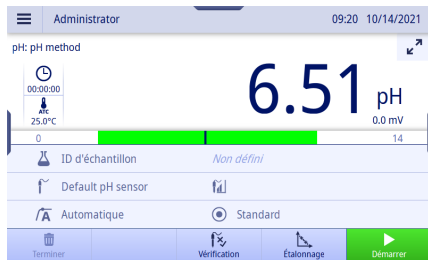 Administrator 09:20 10/14/2021
pH: pH method
00:00:00
ATC
25.0°C
6.51 pH
0.0 mV
0 14
ID d'échantillon Non défini
Default pH sensor
A Automatique Standard
Terminer Vérification Étalonnage Démarrer